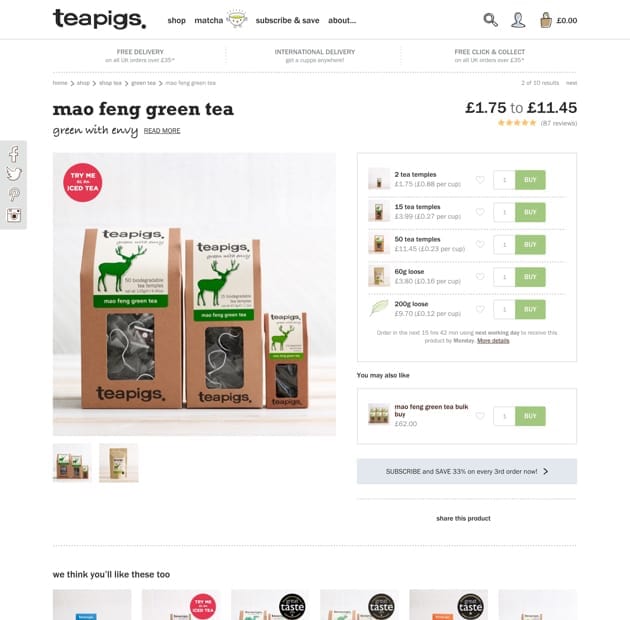 teapigs.
shop
matcha
subscribe & save
about...
£0.00
FREE DELIVERY
on all UK orders over £35*
INTERNATIONAL DELIVERY
get a cuppa anywhere!
FREE CLICK & COLLECT
on all UK orders over £35*
home > shop > shop tea > green tea > mao feng green tea
2 of 10 results
next
mao feng green tea
green with envy
READ MORE
£1.75 to £11.45
(87 reviews)
TRY ME
AS AN
ICED TEA
teapigs.
green with envy
50 biodegradable
tea temples
mao feng green tea
teapigs.
teapigs.
green with envy
15 biodegradable
tea temples
mao feng green tea
teapigs.
teapigs.
mao feng green tea
teapigs.
2 tea temples
£1.75 (£0.88 per cup)
1
BUY
15 tea temples
£3.99 (£0.27 per cup)
1
BUY
50 tea temples
£11.45 (£0.23 per cup)
1
BUY
60g loose
£3.80 (£0.16 per cup)
1
BUY
200g loose
£9.70 (£0.12 per cup)
1
BUY
Order in the next 15 hrs 42 mn using next working day to receive this
product by Monday. More details
You may also like
mao feng green tea bulk
buy
£62.00
1
BUY
SUBSCRIBE and SAVE 33% on every 3rd order now! >
share this product
we think you'll like these too
TRY ME
AS AN
ICED TEA
great
taste
great
taste
great
taste